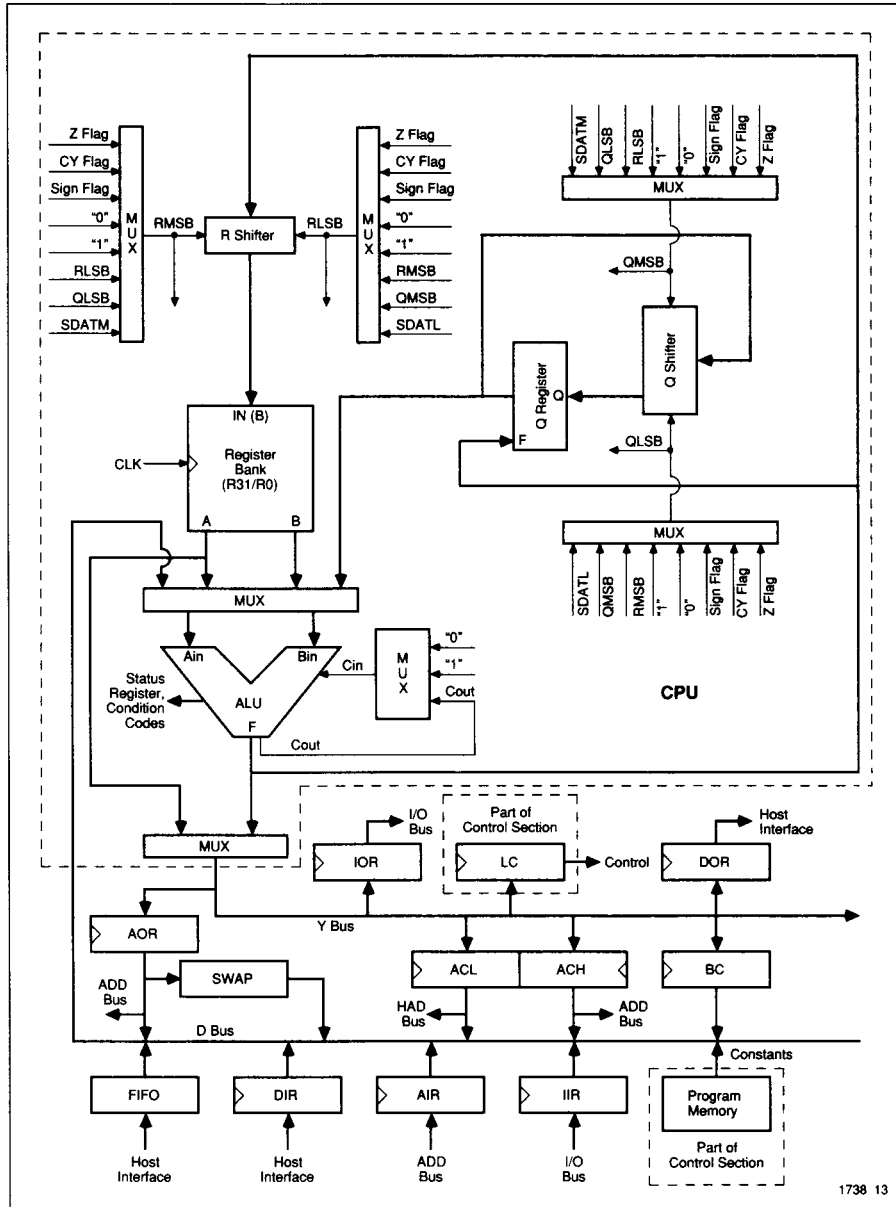 Z Flag
CY Flag
Sign Flag
"0"
"1"
RLSB
QLSB
SDATM
MUX
RMSB
R Shifter
RLSB
MUX
Z Flag
CY Flag
Sign Flag
"0"
"1"
RMSB
QMSB
SDATL
SDATM
QLSB
RLSB
"1"
"0"
Sign Flag
CY Flag
Z Flag
MUX
QMSB
Q Shifter
Q Register
Q
F
QLSB
MUX
SDATL
QMSB
RMSB
"1"
"0"
Sign Flag
CY Flag
Z Flag
IN (B)
Register
Bank
(R31/R0)
CLK
A
B
MUX
Ain
Bin
Cin
MUX
"0"
"1"
Cout
Status
Register,
Condition
Codes
ALU
F
Cout
CPU
MUX
I/O
Bus
IOR
Part of
Control Section
LC
Control
Host
Interface
DOR
Y Bus
AOR
ADD
Bus
SWAP
ACL
ACH
BC
HAD
Bus
ADD
Bus
D Bus
Constants
FIFO
DIR
AIR
IIR
Program
Memory
Host
Interface
Host
Interface
ADD
Bus
I/O
Bus
Part of
Control Section
1738 13